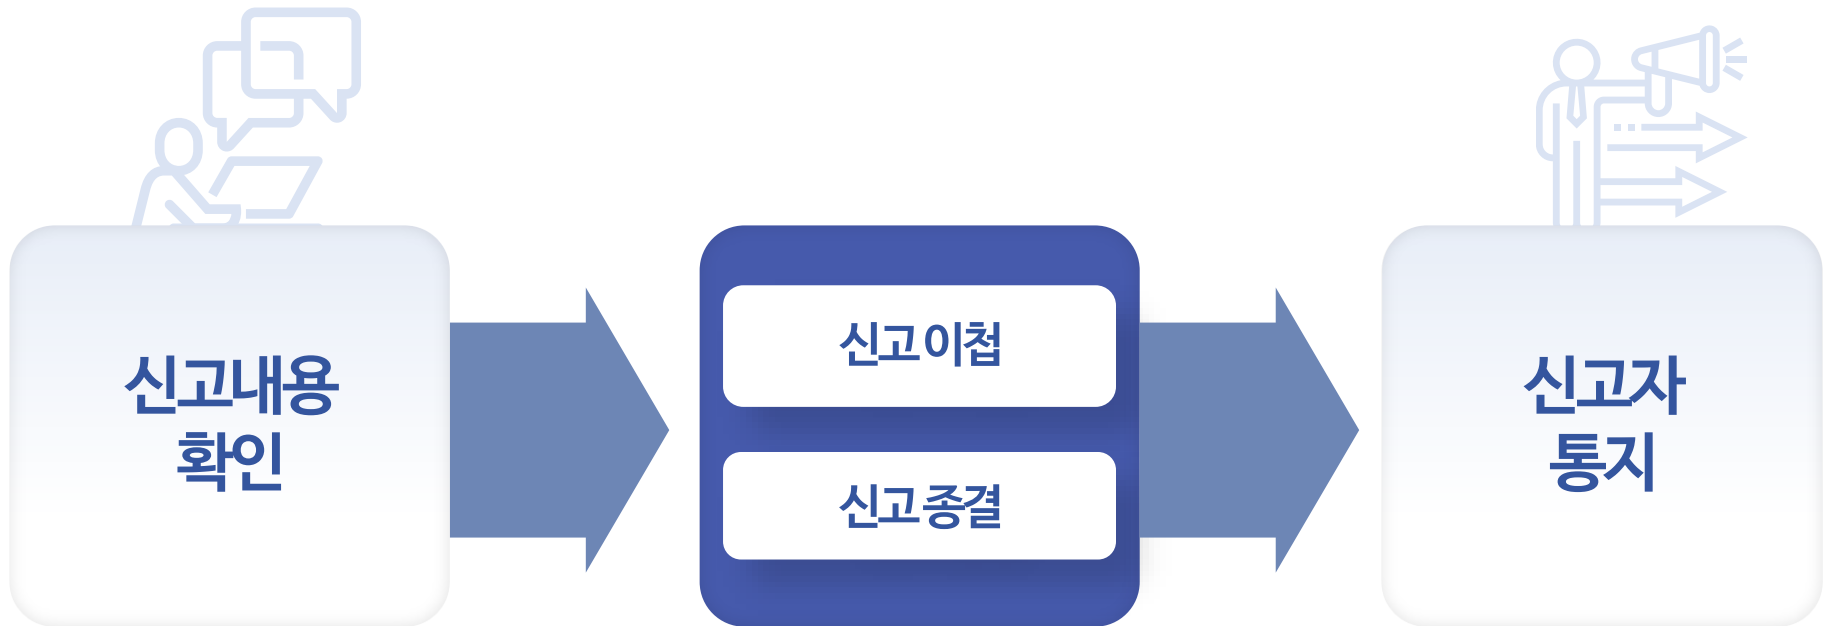 신고내용
확인
신고 이첩
신고 종결
신고자
통지